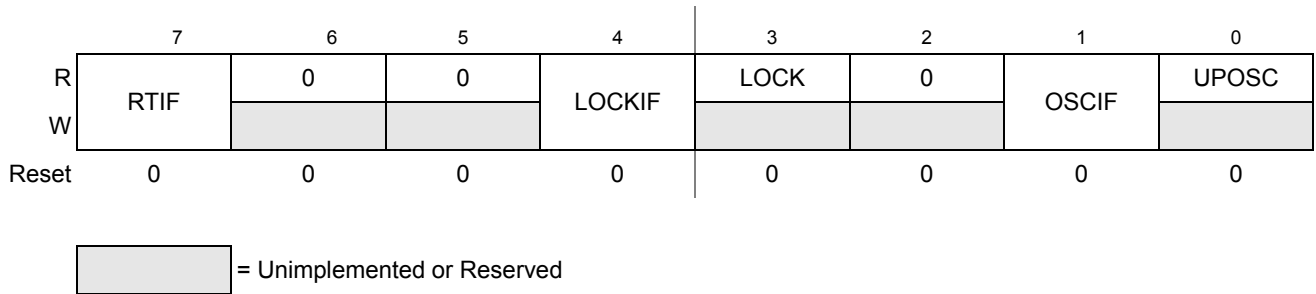 7 6 5 4 3 2 1 0
R RTIF 0 0 LOCKIF LOCK 0 OSCIF UPOSC
W
Reset 0 0 0 0 0 0 0 0
= Unimplemented or Reserved